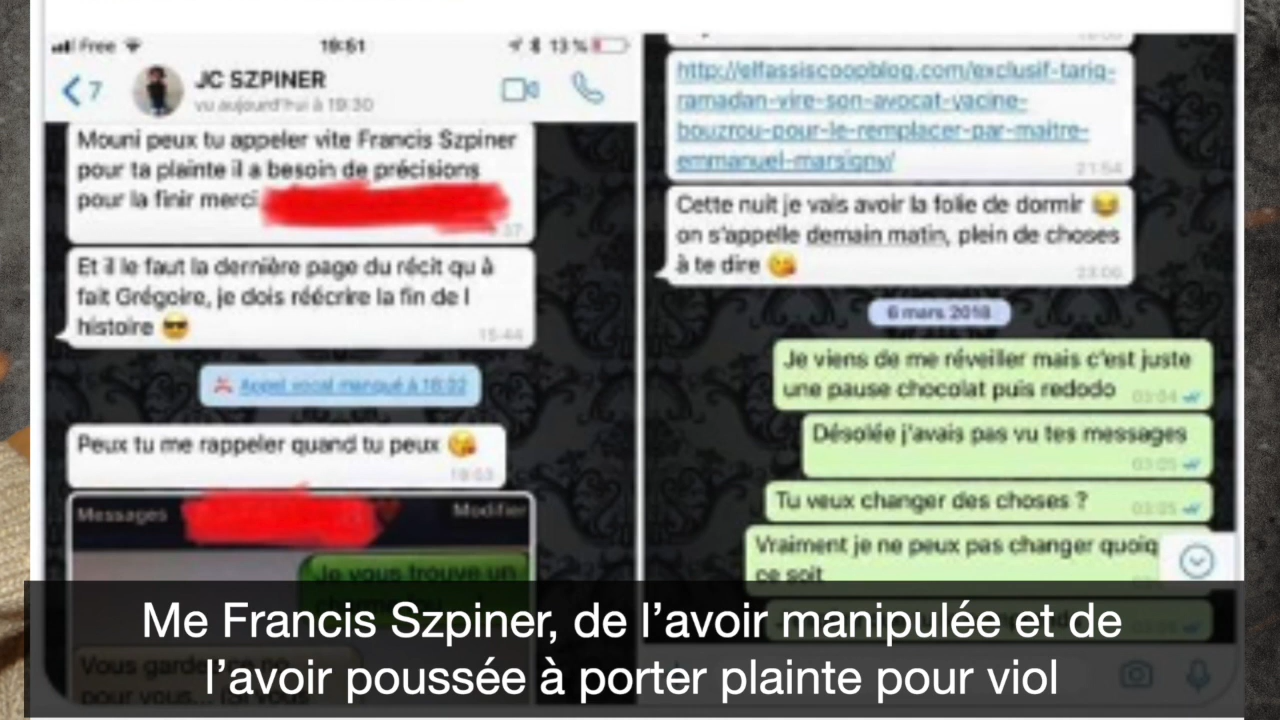 Free
19:51
13 %
7
JC SZPINER
vu aujourd'hui à 19:30
Mouni peux tu appeler vite Francis Szpiner
pour ta plainte il a besoin de précisions
pour la finir merci
37
Et il le faut la dernière page du récit qu à
fait Grégoire, je dois réécrire la fin de l
histoire 😎
15:44
Appel vocal manqué à 18:32
Peux tu me rappeler quand tu peux 😘
Messages
Modifier
Je vous trouve un
Vous
pour vous...
http://elfassiscoopblog.com/exclusif-tariq-
ramadan-vire-son-avocat-yacine-
bouzrou-pour-le-remplacer-par-maitre-
emmanuel-marsigny/
21:54
Cette nuit je vais avoir la folie de dormir 😂
on s'appelle demain matin, plein de choses
à te dire 😘
23:06
6 mars 2018
Je viens de me réveiller mais c'est juste
une pause chocolat puis redodo
03:04
Désolée j'avais pas vu tes messages
03:05
Tu veux changer des choses ?
03:05
Vraiment je ne peux pas changer quoiq
ce soit
Me Francis Szpiner, de l’avoir manipulée et de
l’avoir poussée à porter plainte pour viol